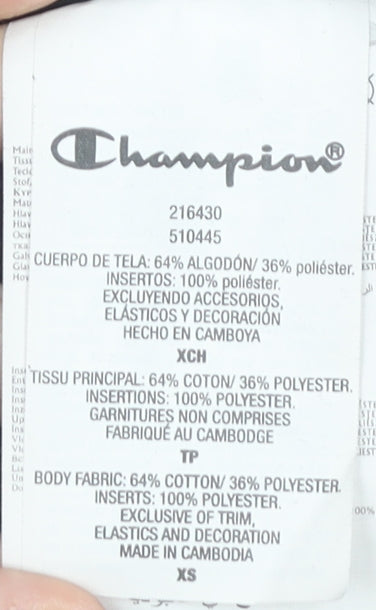 Champion®
216430
510445
CUERPO DE TELA: 64% ALGODÓN/ 36% poliéster.
INSERTOS: 100% poliéster.
EXCLUYENDO ACCESORIOS,
ELÁSTICOS Y DECORACIÓN
HECHO EN CAMBOYA
XCH
TISSU PRINCIPAL: 64% COTON/ 36% POLYESTER.
INSERTIONS: 100% POLYESTER.
GARNITURES NON COMPRISES
FABRIQUÉ AU CAMBODGE
TP
BODY FABRIC: 64% COTTON/ 36% POLYESTER.
INSERTS: 100% POLYESTER.
EXCLUSIVE OF TRIM,
ELASTICS AND DECORATION
MADE IN CAMBODIA
XS